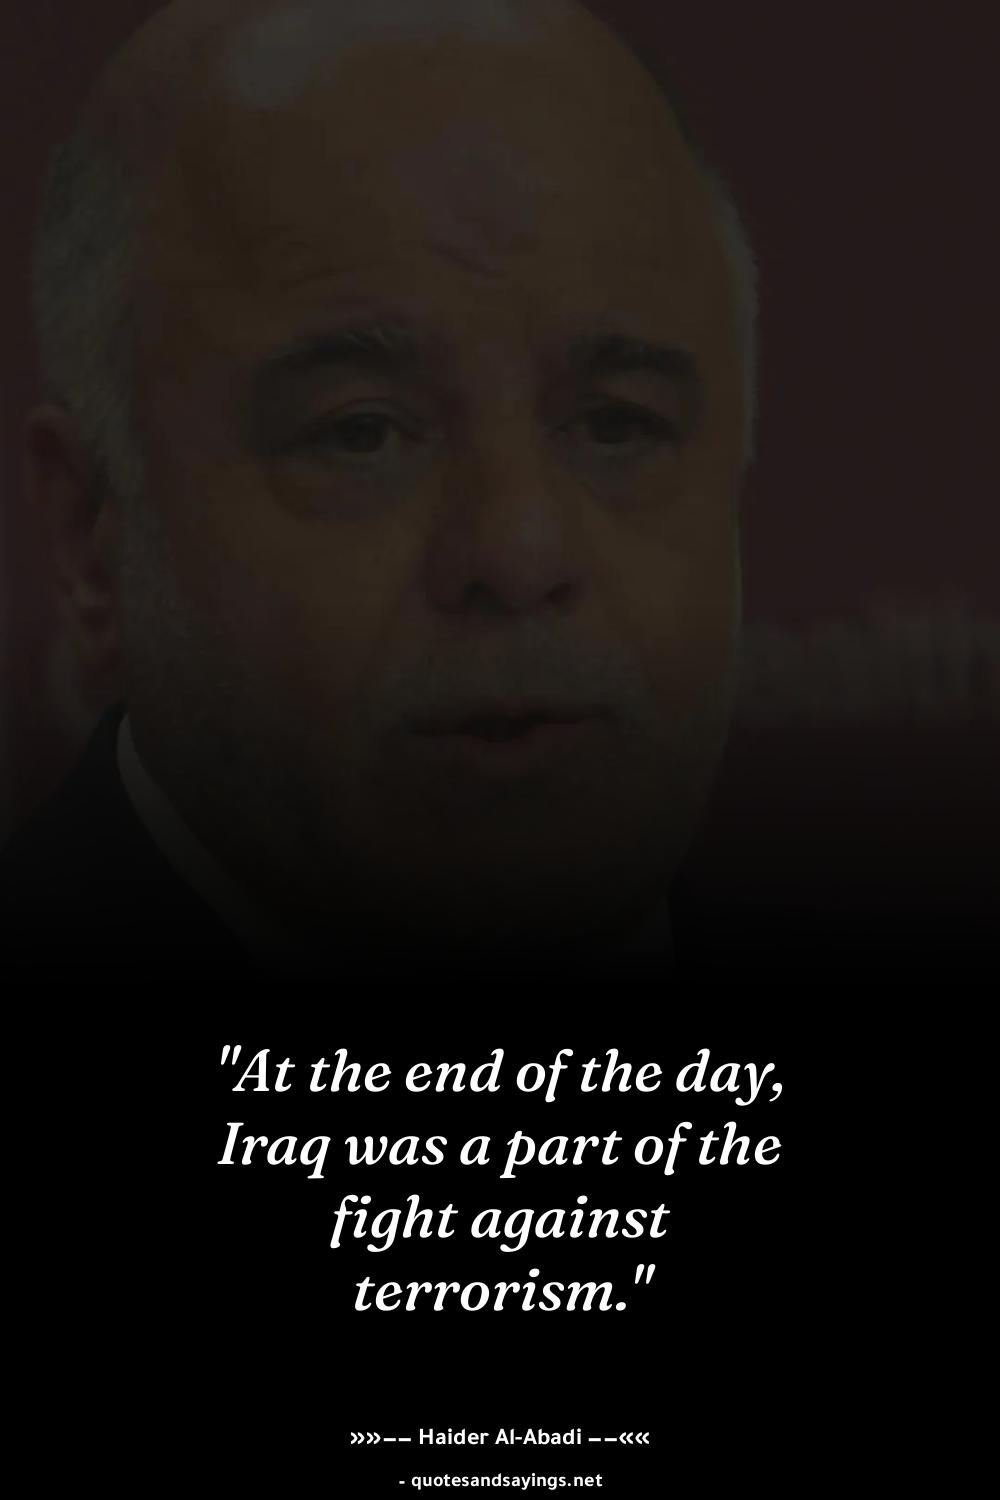 "At the end of the day,
Iraq was a part of the
fight against
terrorism."
»»–– Haider Al-Abadi ––««
- quotesandsayings.net